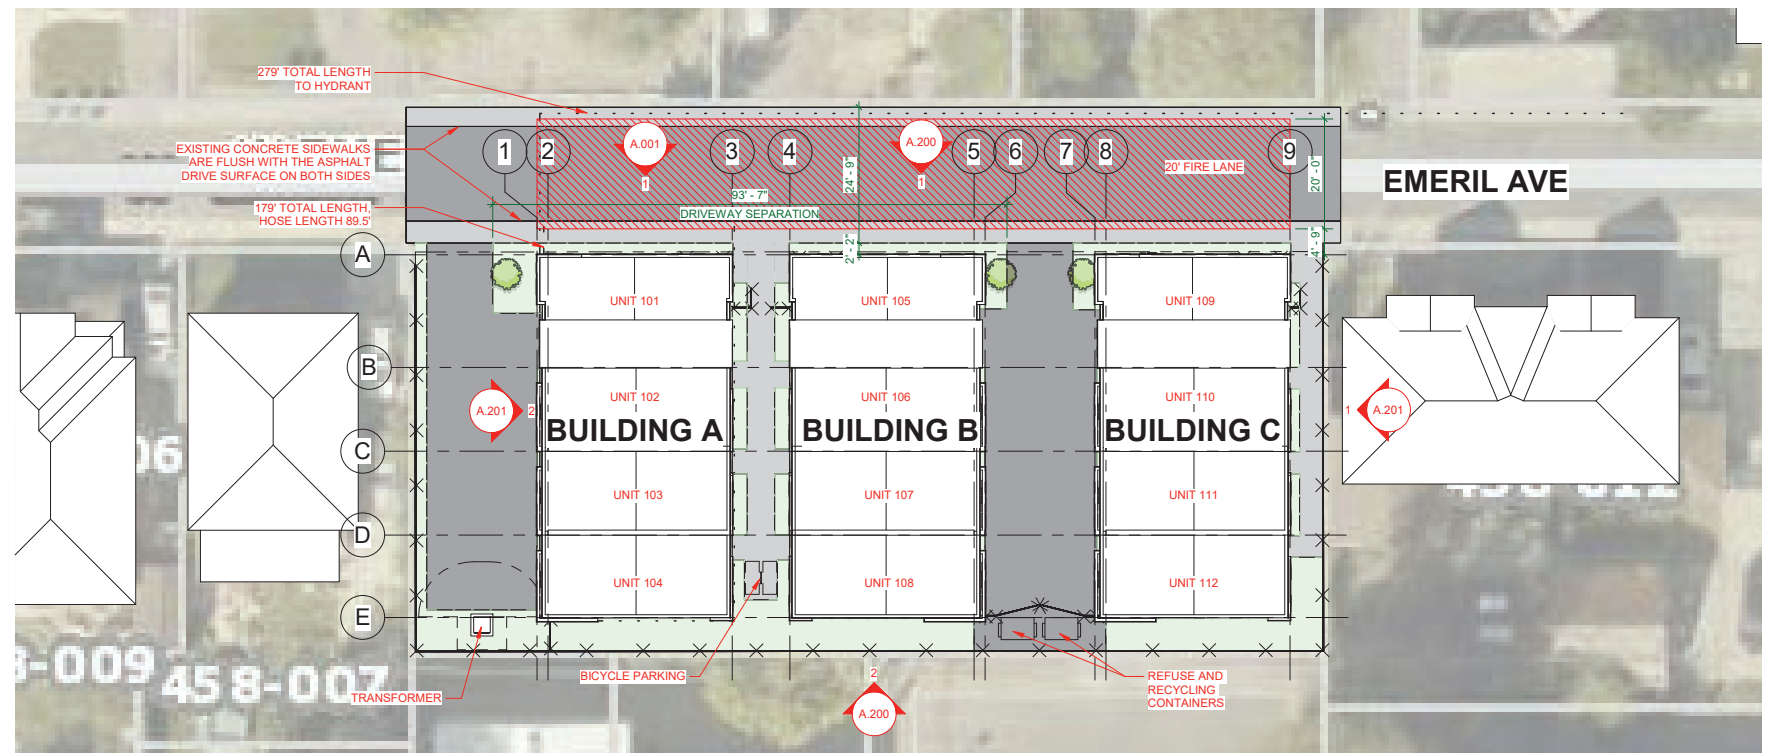 279' TOTAL LENGTH
TO HYDRANT
EXISTING CONCRETE SIDEWALKS
ARE FLUSH WITH THE ASPHALT
DRIVE SURFACE ON BOTH SIDES
E
179' TOTAL LENGTH,
HOSE LENGTH 89.5'
1
2
A.001
1
3
4
A.200
1
5
6
7
8
9
20' FIRE LANE
24' - 9"
20' - 0"
93' - 7"
DRIVEWAY SEPARATION
2' - 2"
4' - 9"
EMERIL AVE
A
B
C
D
E
UNIT 101
UNIT 105
UNIT 109
UNIT 102
UNIT 106
UNIT 110
A.201
2
1
A.201
BUILDING A
BUILDING B
BUILDING C
UNIT 103
UNIT 107
UNIT 111
UNIT 104
UNIT 108
UNIT 112
06
8-009
458-007
TRANSFORMER
BICYCLE PARKING
2
A.200
REFUSE AND
RECYCLING
CONTAINERS